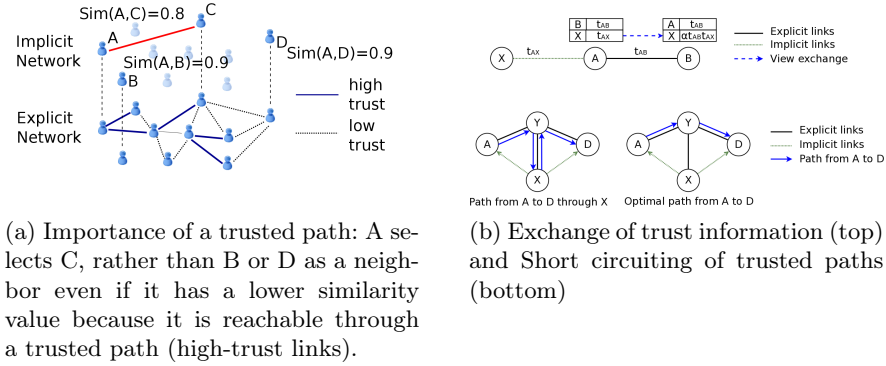 Sim(A,C)=0.8
C
A
Implicit
Network
D
Sim(A,D)=0.9
Sim(A,B)=0.9
B
high
trust
Explicit
Network
low
trust
(a) Importance of a trusted path: A se-
lects C, rather than B or D as a neigh-
bor even if it has a lower similarity
value because it is reachable through
a trusted path (high-trust links).
B tAB
X tAX
A tAB
X αtABtAX
Explicit links
Implicit links
View exchange
tAX
tAB
X
A
B
Y
A
D
X
Path from A to D through X
Y
A
D
X
Optimal path from A to D
Explicit links
Implicit links
Path from A to D
(b) Exchange of trust information (top)
and Short circuiting of trusted paths
(bottom)